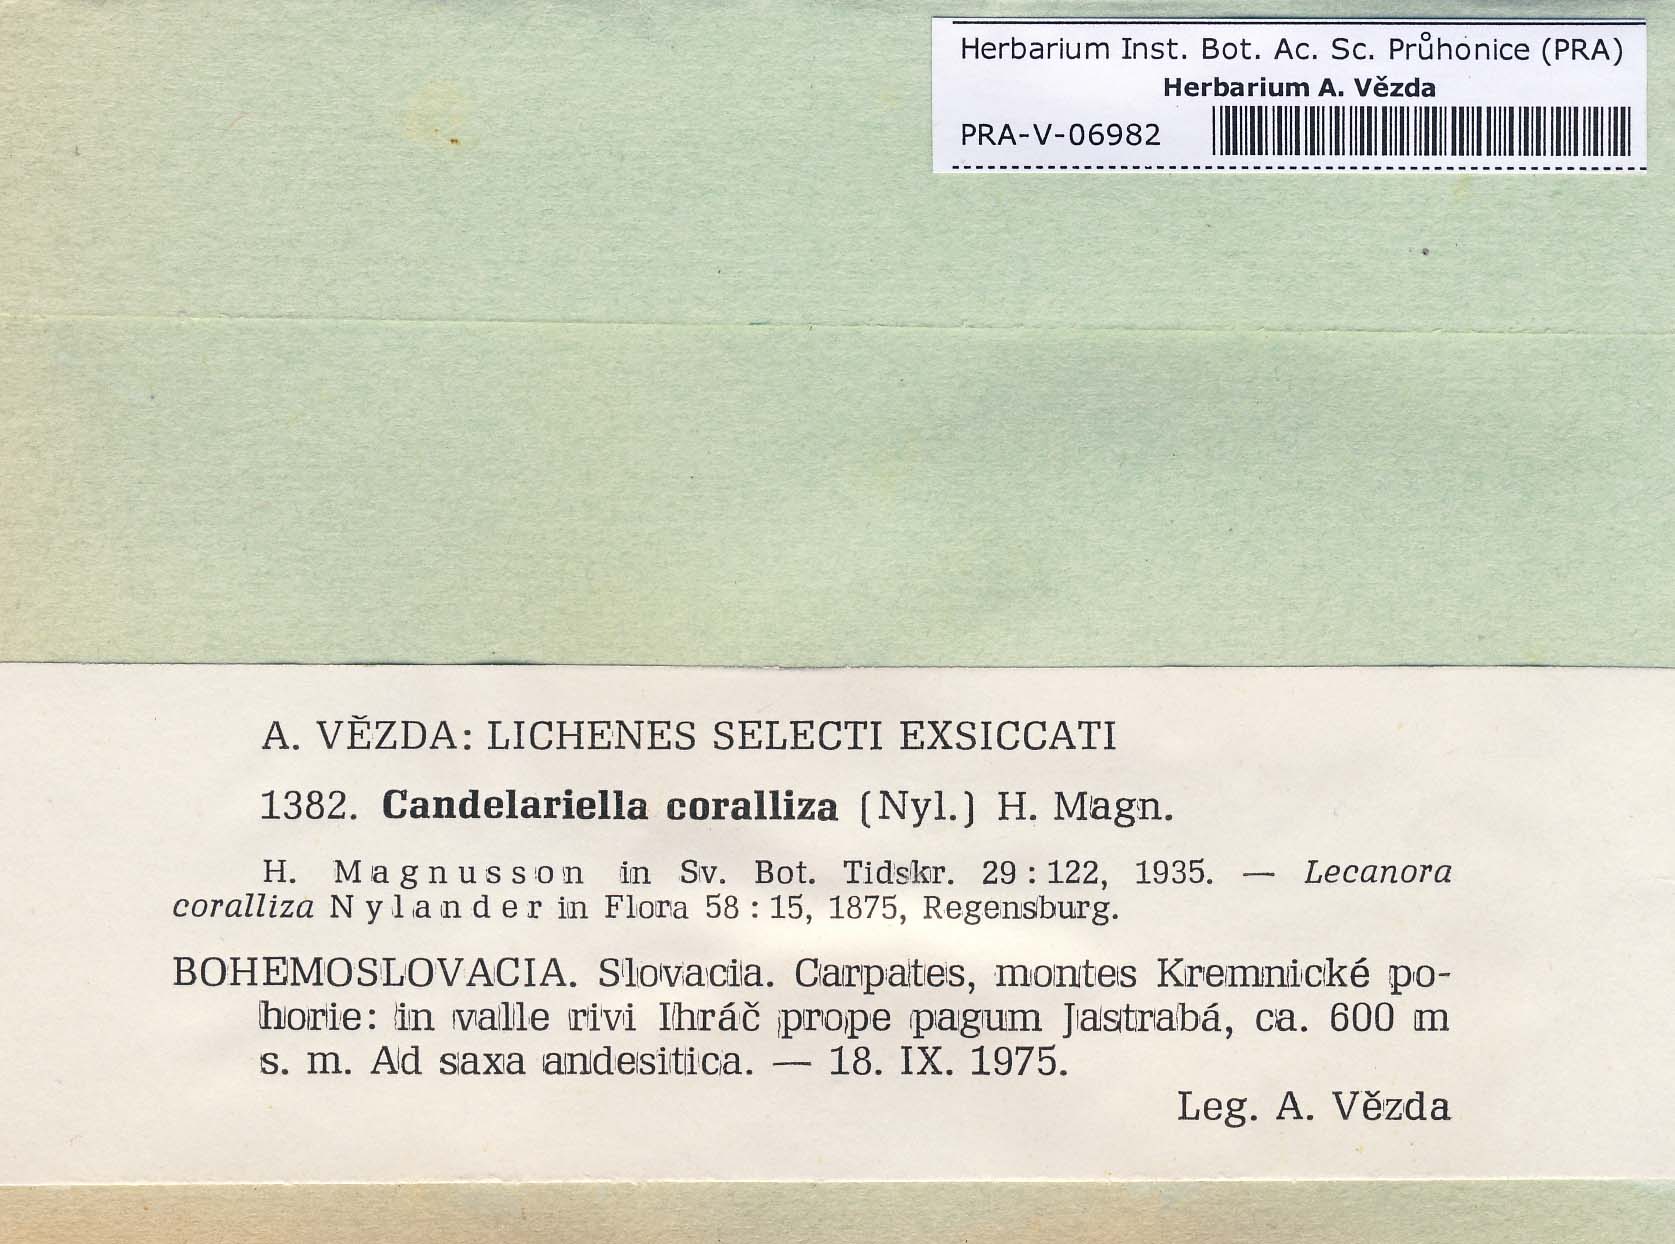 Herbarium Inst. Bot. Ac. Sc. Průhonice (PRA)
Herbarium A. Vězda
PRA-V-06982
A. VĚZDA: LICHENES SELECTI EXSICCATI
1382. Candelariella coralliza (Nyl.) H. Magn.
H. Magnusson in Sv. Bot. Tidskr. 29 : 122, 1935. — Lecanora
coralliza Nylander in Flora 58 : 15, 1875, Regensburg.
BOHEMOSLOVACIA. Slovacia. Carpates, montes Kremnické po-
horie: in valle rivi Ihráč prope pagum Jastrabá, ca. 600 m
s. m. Ad saxa andesitica. — 18. IX. 1975.
Leg. A. Vězda